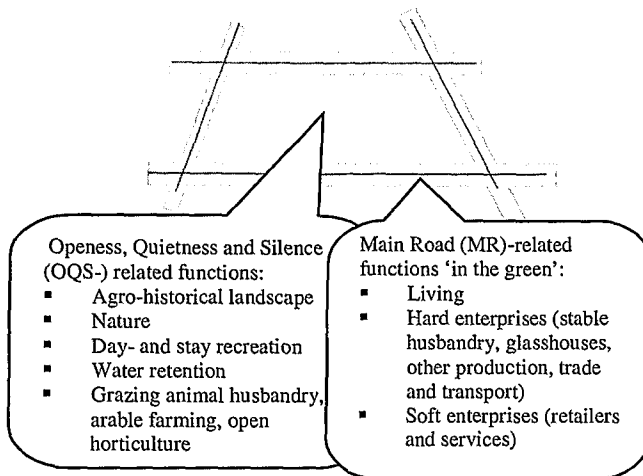 Openess, Quietness and Silence
(OQS-) related functions:
▪ Agro-historical landscape
▪ Nature
▪ Day- and stay recreation
▪ Water retention
▪ Grazing animal husbandry,
arable farming, open
horticulture
Main Road (MR)-related
functions ‘in the green’:
▪ Living
▪ Hard enterprises (stable
husbandry, glasshouses,
other production, trade
and transport)
▪ Soft enterprises (retailers
and services)